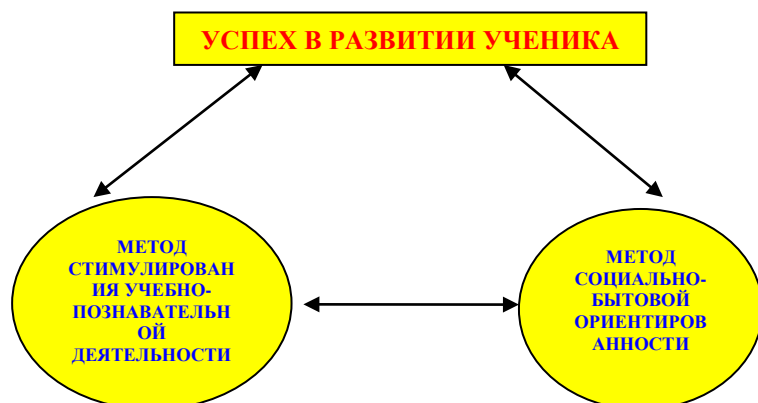 УСПЕХ В РАЗВИТИИ УЧЕНИКА
МЕТОД
СТИМУЛИРОВАН
ИЯ УЧЕБНО-
ПОЗНАВАТЕЛЬН
ОЙ
ДЕЯТЕЛЬНОСТИ
МЕТОД
СОЦИАЛЬНО-
БЫТОВОЙ
ОРИЕНТИРОВ
АННОСТИ